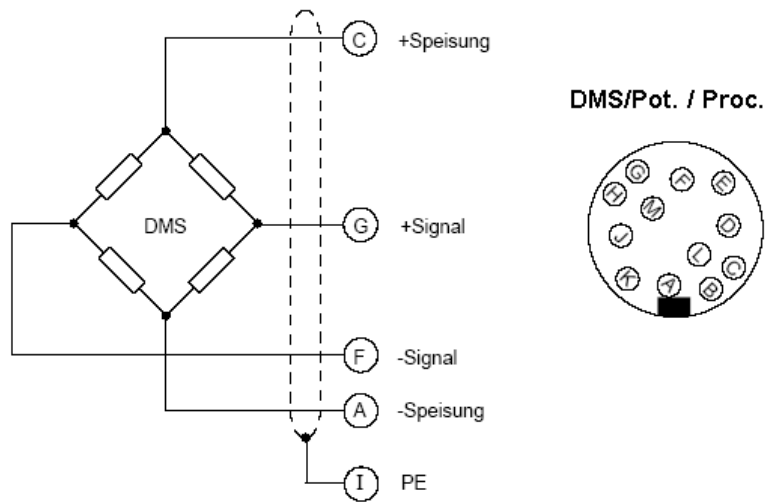 C +Speisung
DMS/Pot. / Proc.
G F E
H M
DMS G +Signal D
J
L C
K A B
F -Signal
A -Speisung
I PE